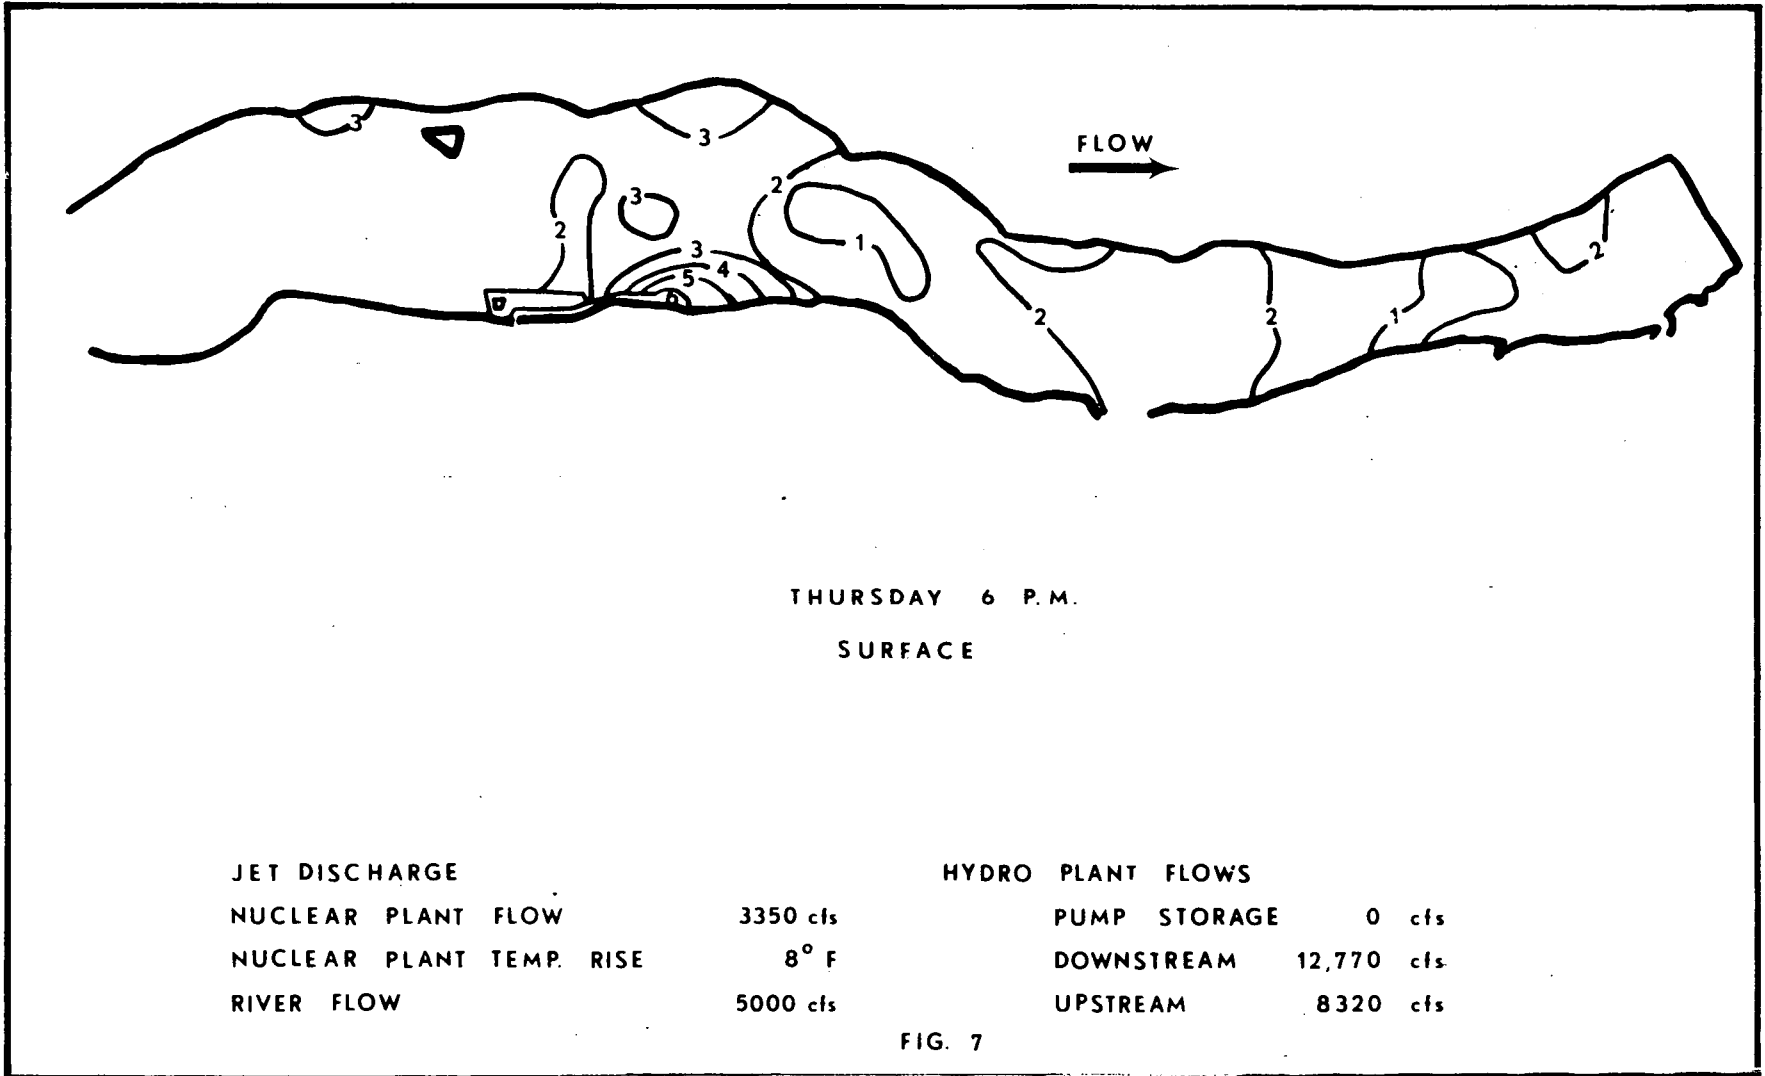 3
3
FLOW
2
3
2
2
1
3
5 4
6
2
2
1
2
THURSDAY 6 P.M.
SURFACE
JET DISCHARGE
NUCLEAR PLANT FLOW 3350 cfs
NUCLEAR PLANT TEMP. RISE 8° F
RIVER FLOW 5000 cfs
HYDRO PLANT FLOWS
PUMP STORAGE 0 cfs
DOWNSTREAM 12,770 cfs
UPSTREAM 8320 cfs
FIG. 7